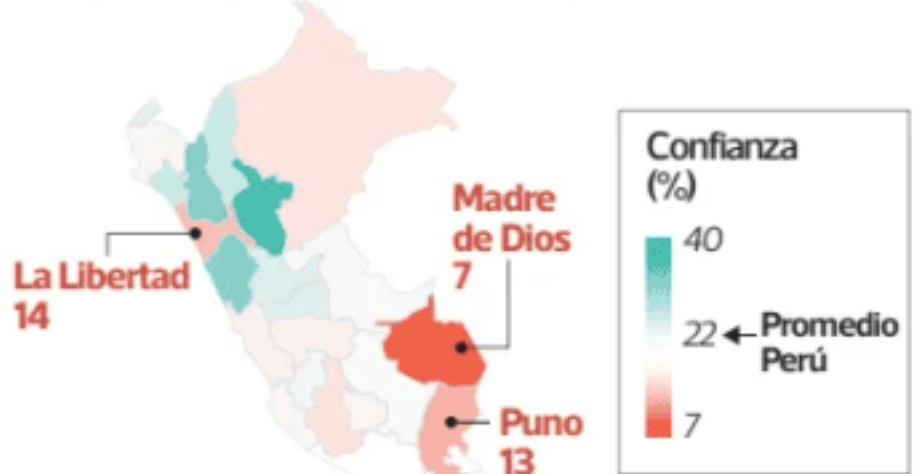 La Libertad
14
Madre
de Dios
7
Puno
13
Confianza
(%)
40
22 Promedio
Perú
7